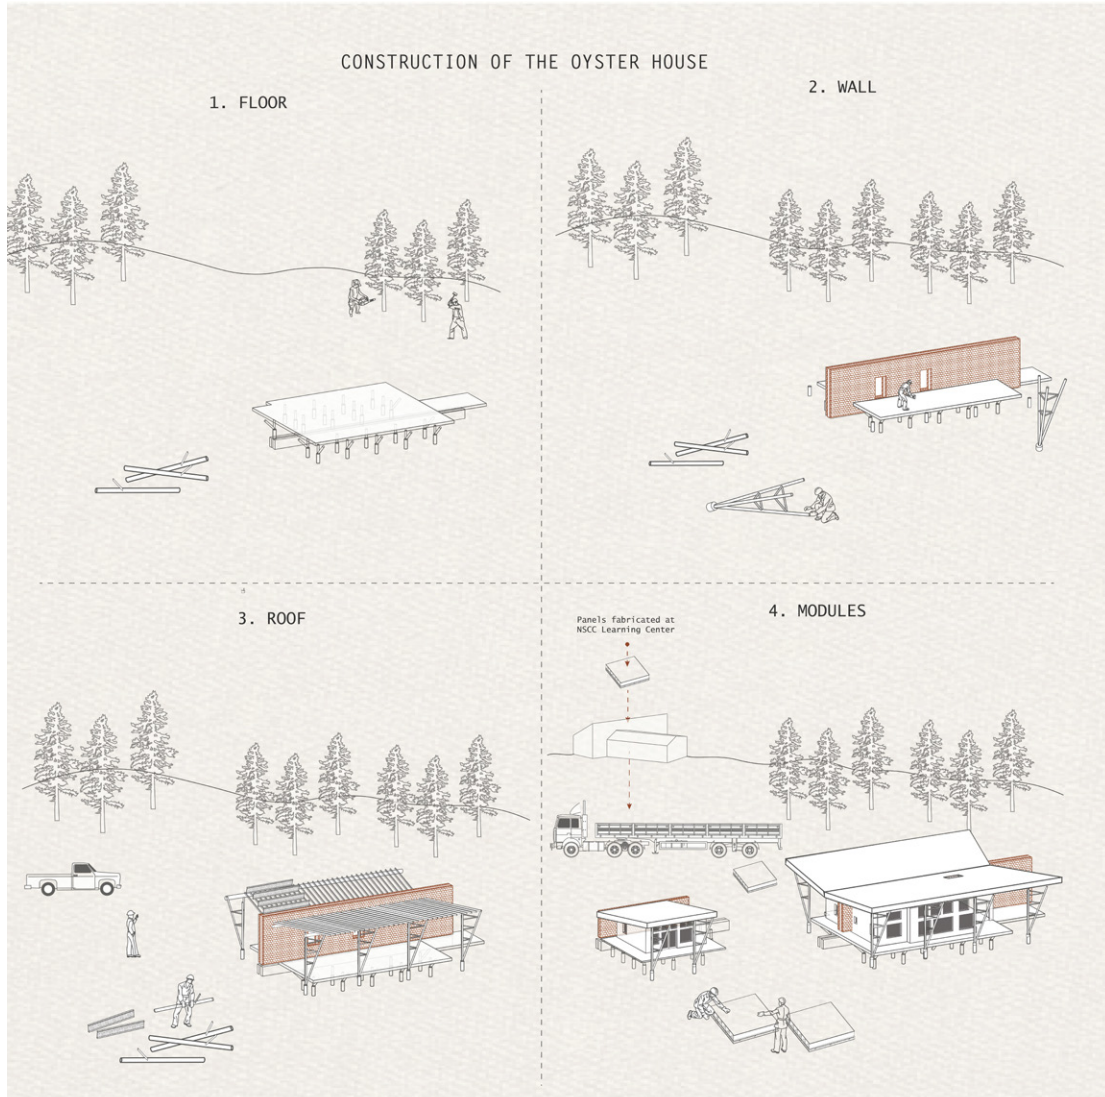 CONSTRUCTION OF THE OYSTER HOUSE
1. FLOOR
2. WALL
3. ROOF
4. MODULES
Panels fabricated at
NSCC Learning Center